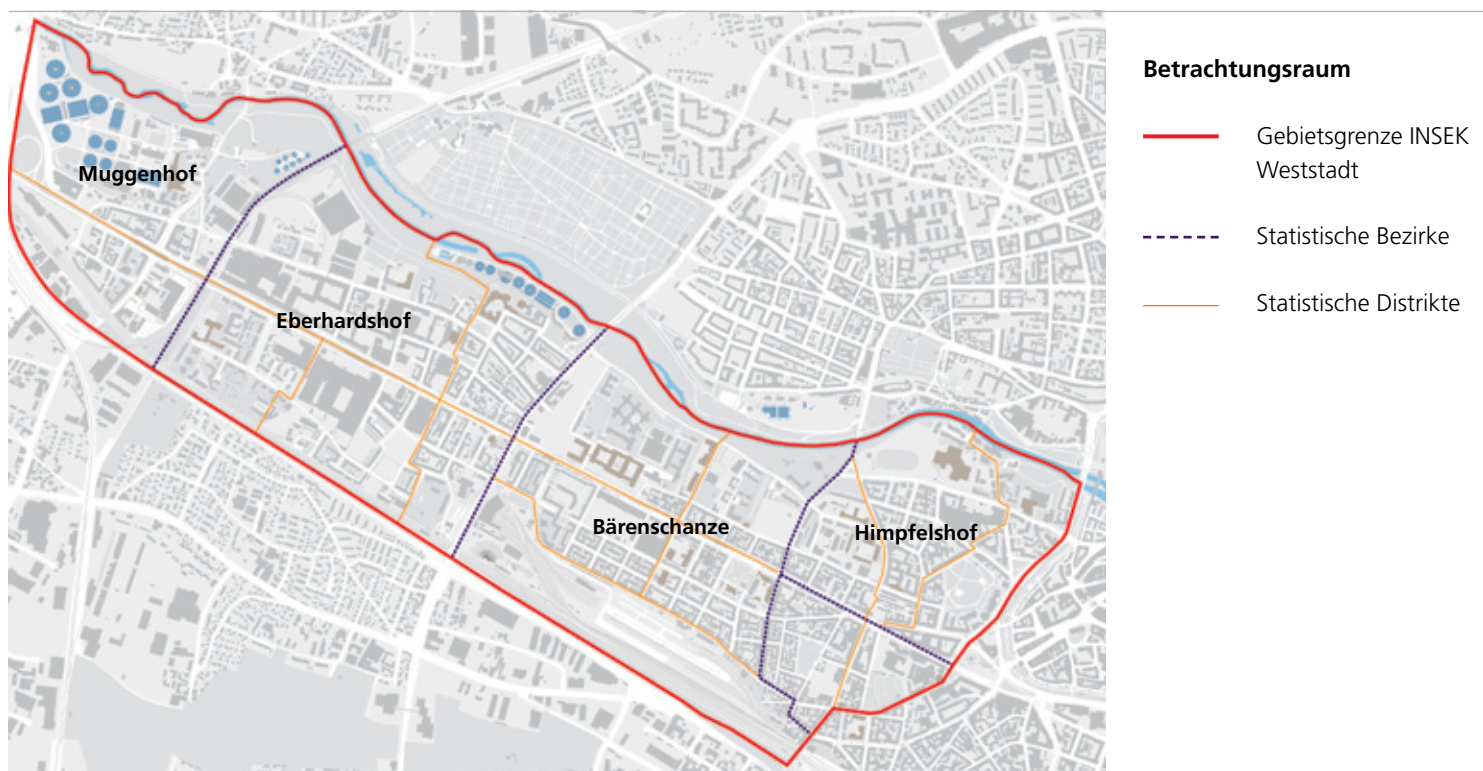 Betrachtungsraum
Gebietsgrenze INSEK
Weststadt
Statistische Bezirke
Statistische Distrikte
Muggenhof
Eberhardshof
Bärenschanze
Himpfelshof